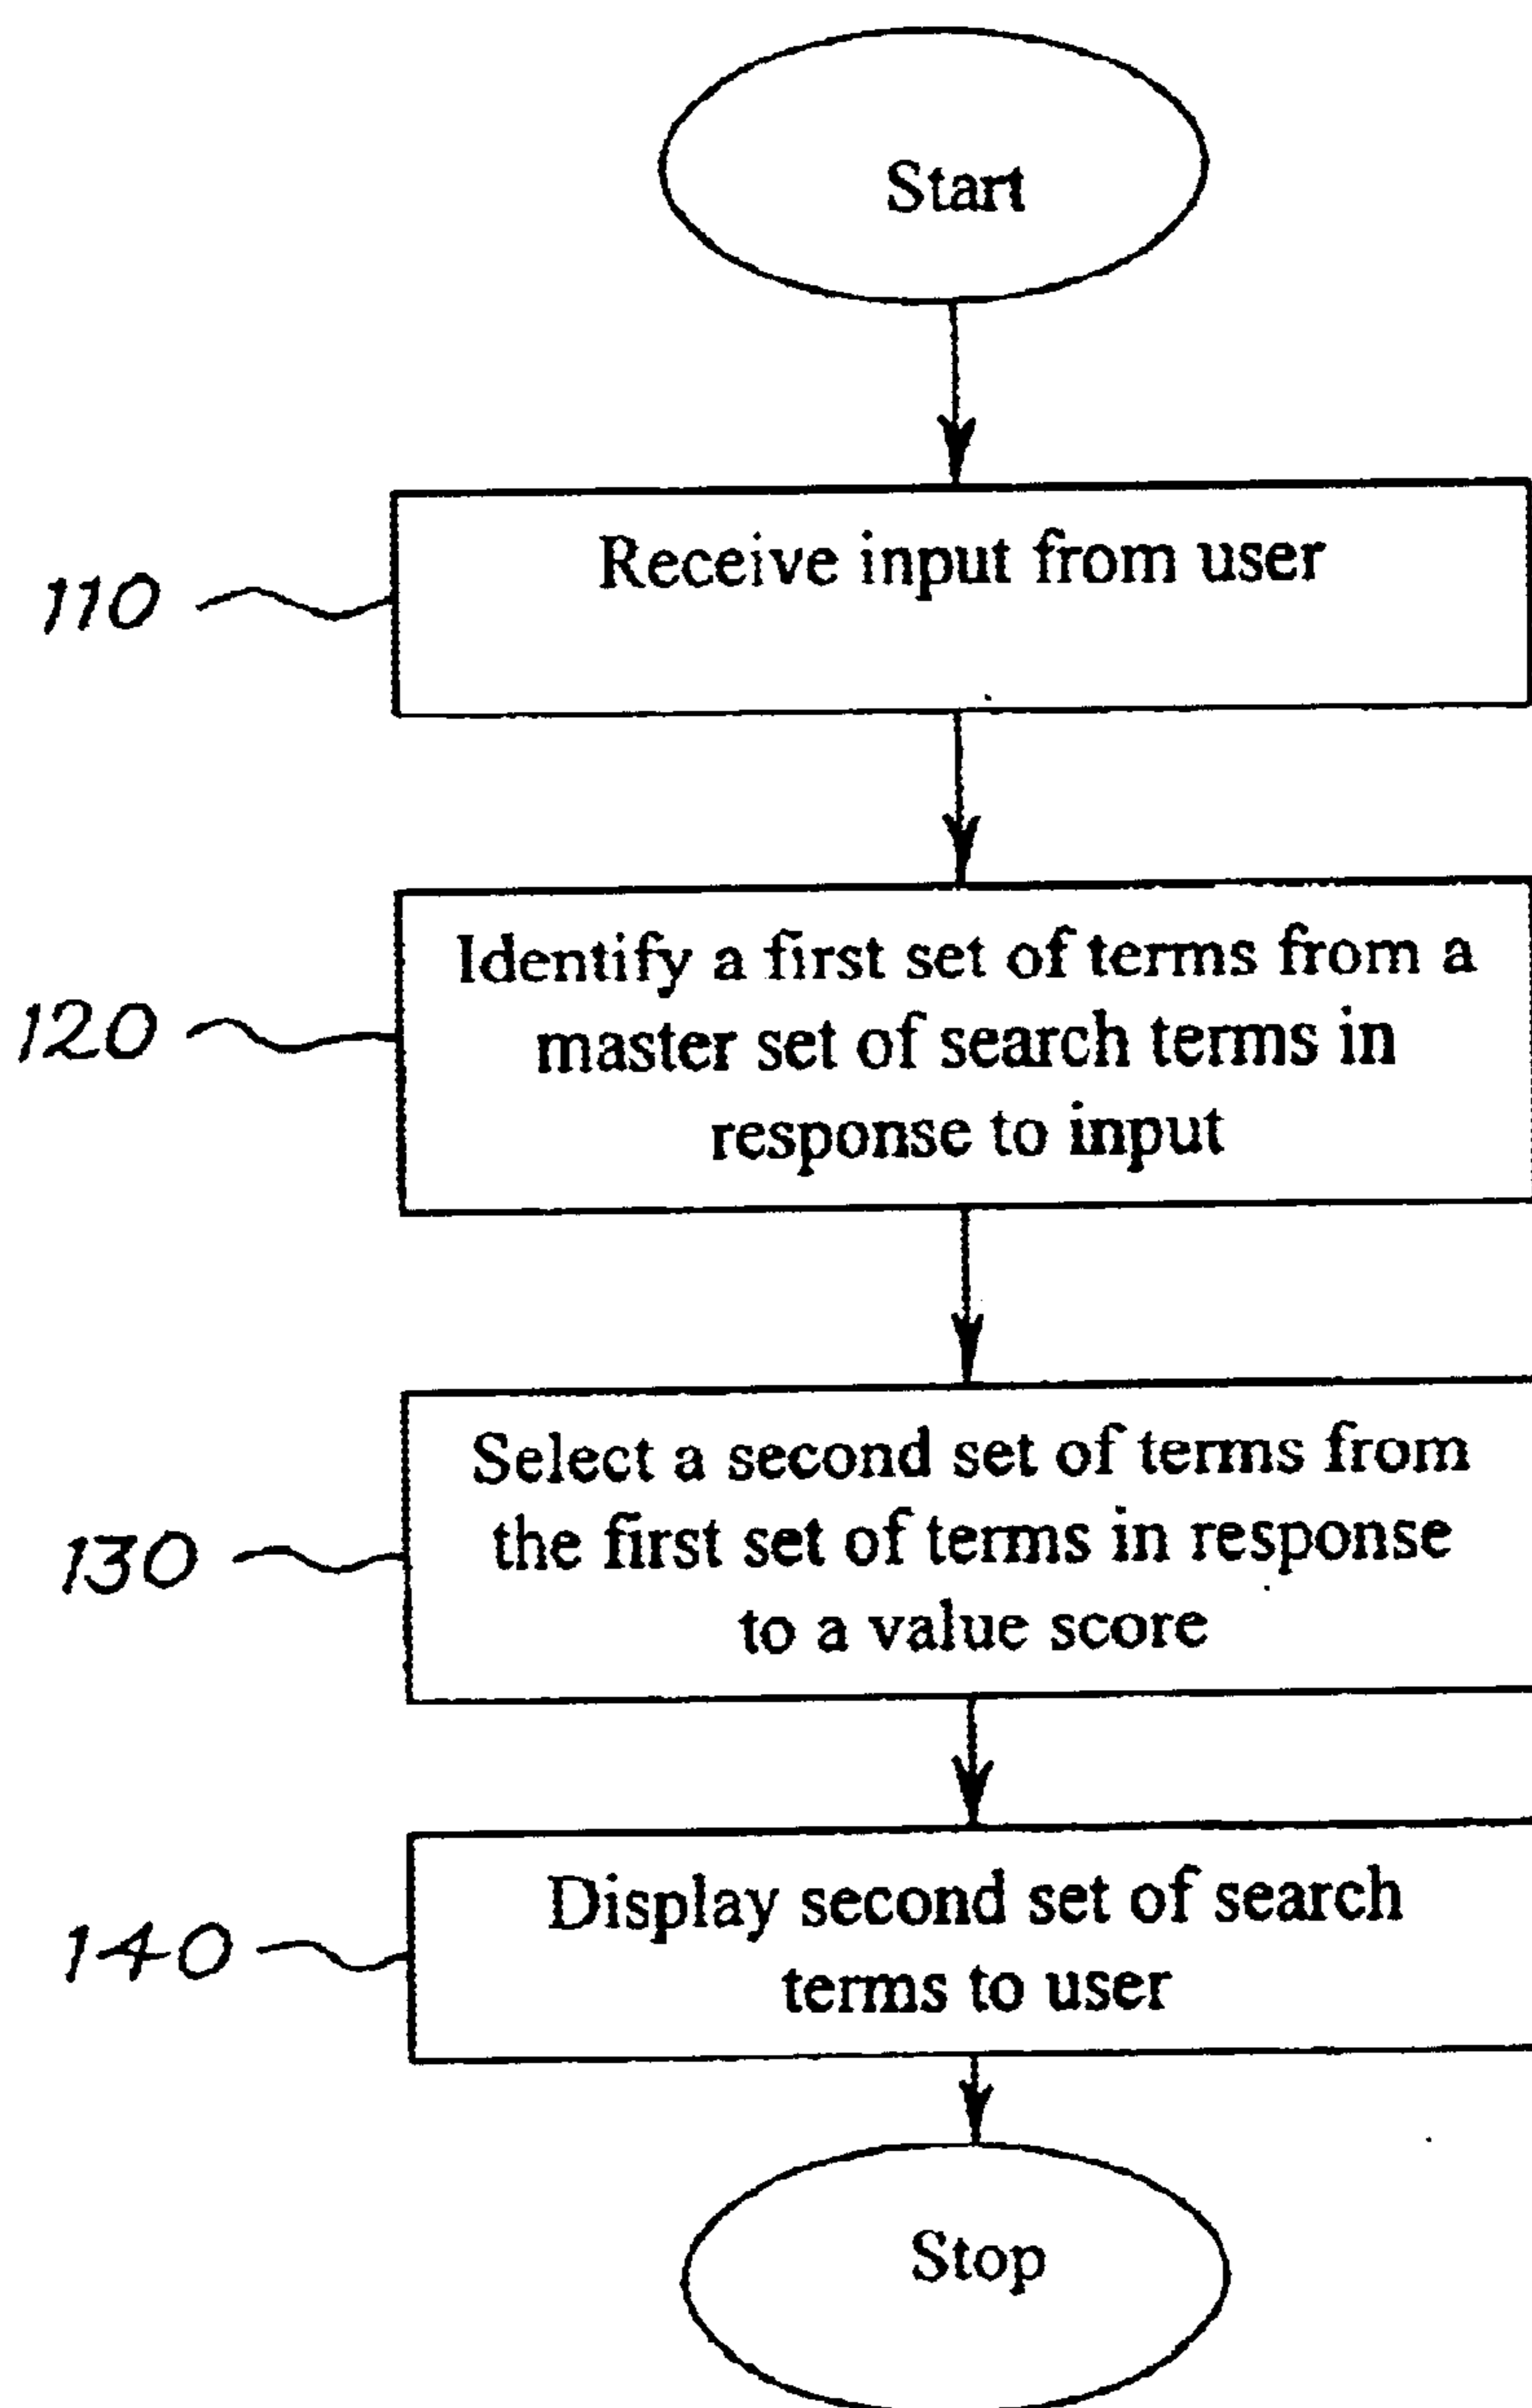 Start
110
Receive input from user
120
Identify a first set of terms from a
master set of search terms in
response to input
130
Select a second set of terms from
the first set of terms in response
to a value score
140
Display second set of search
terms to user
Stop